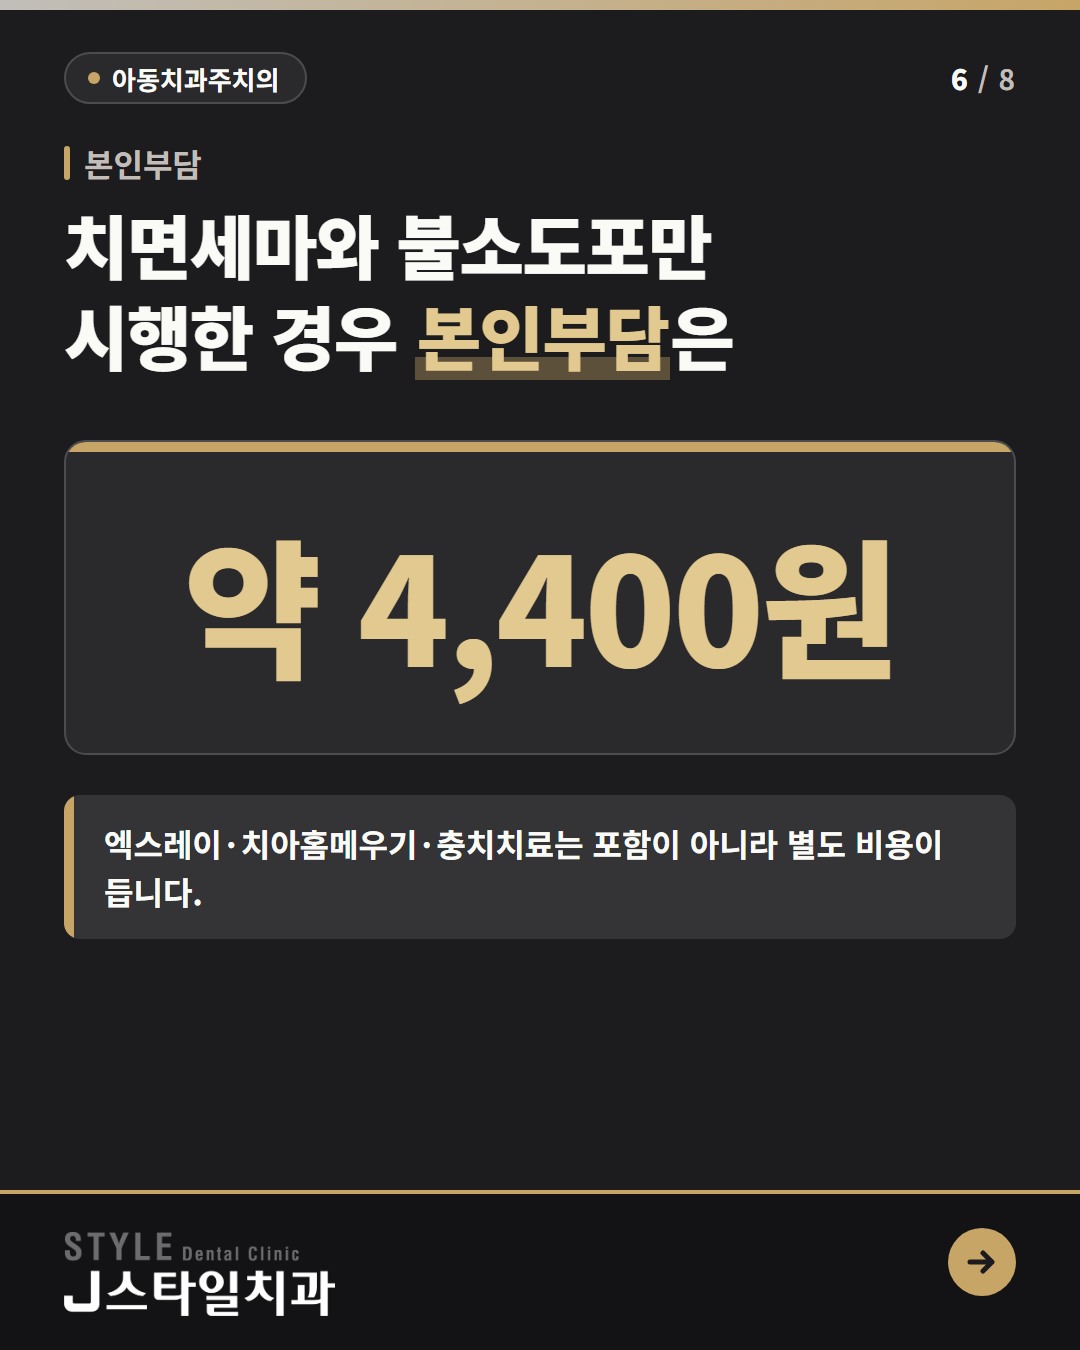 아동치과주치의
6 / 8
본인부담
치면세마와 불소도포만
시행한 경우 본인부담은
약 4,400원
엑스레이·치아홈메우기·충치치료는 포함이 아니라 별도 비용이
듭니다.
STYLE Dental Clinic
J스타일치과